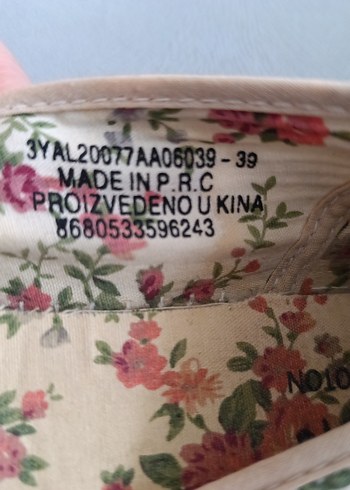 3YAL20077AA06039 - 39
MADE IN P.R.C
PROIZVEDENO U KINA
8680533596243